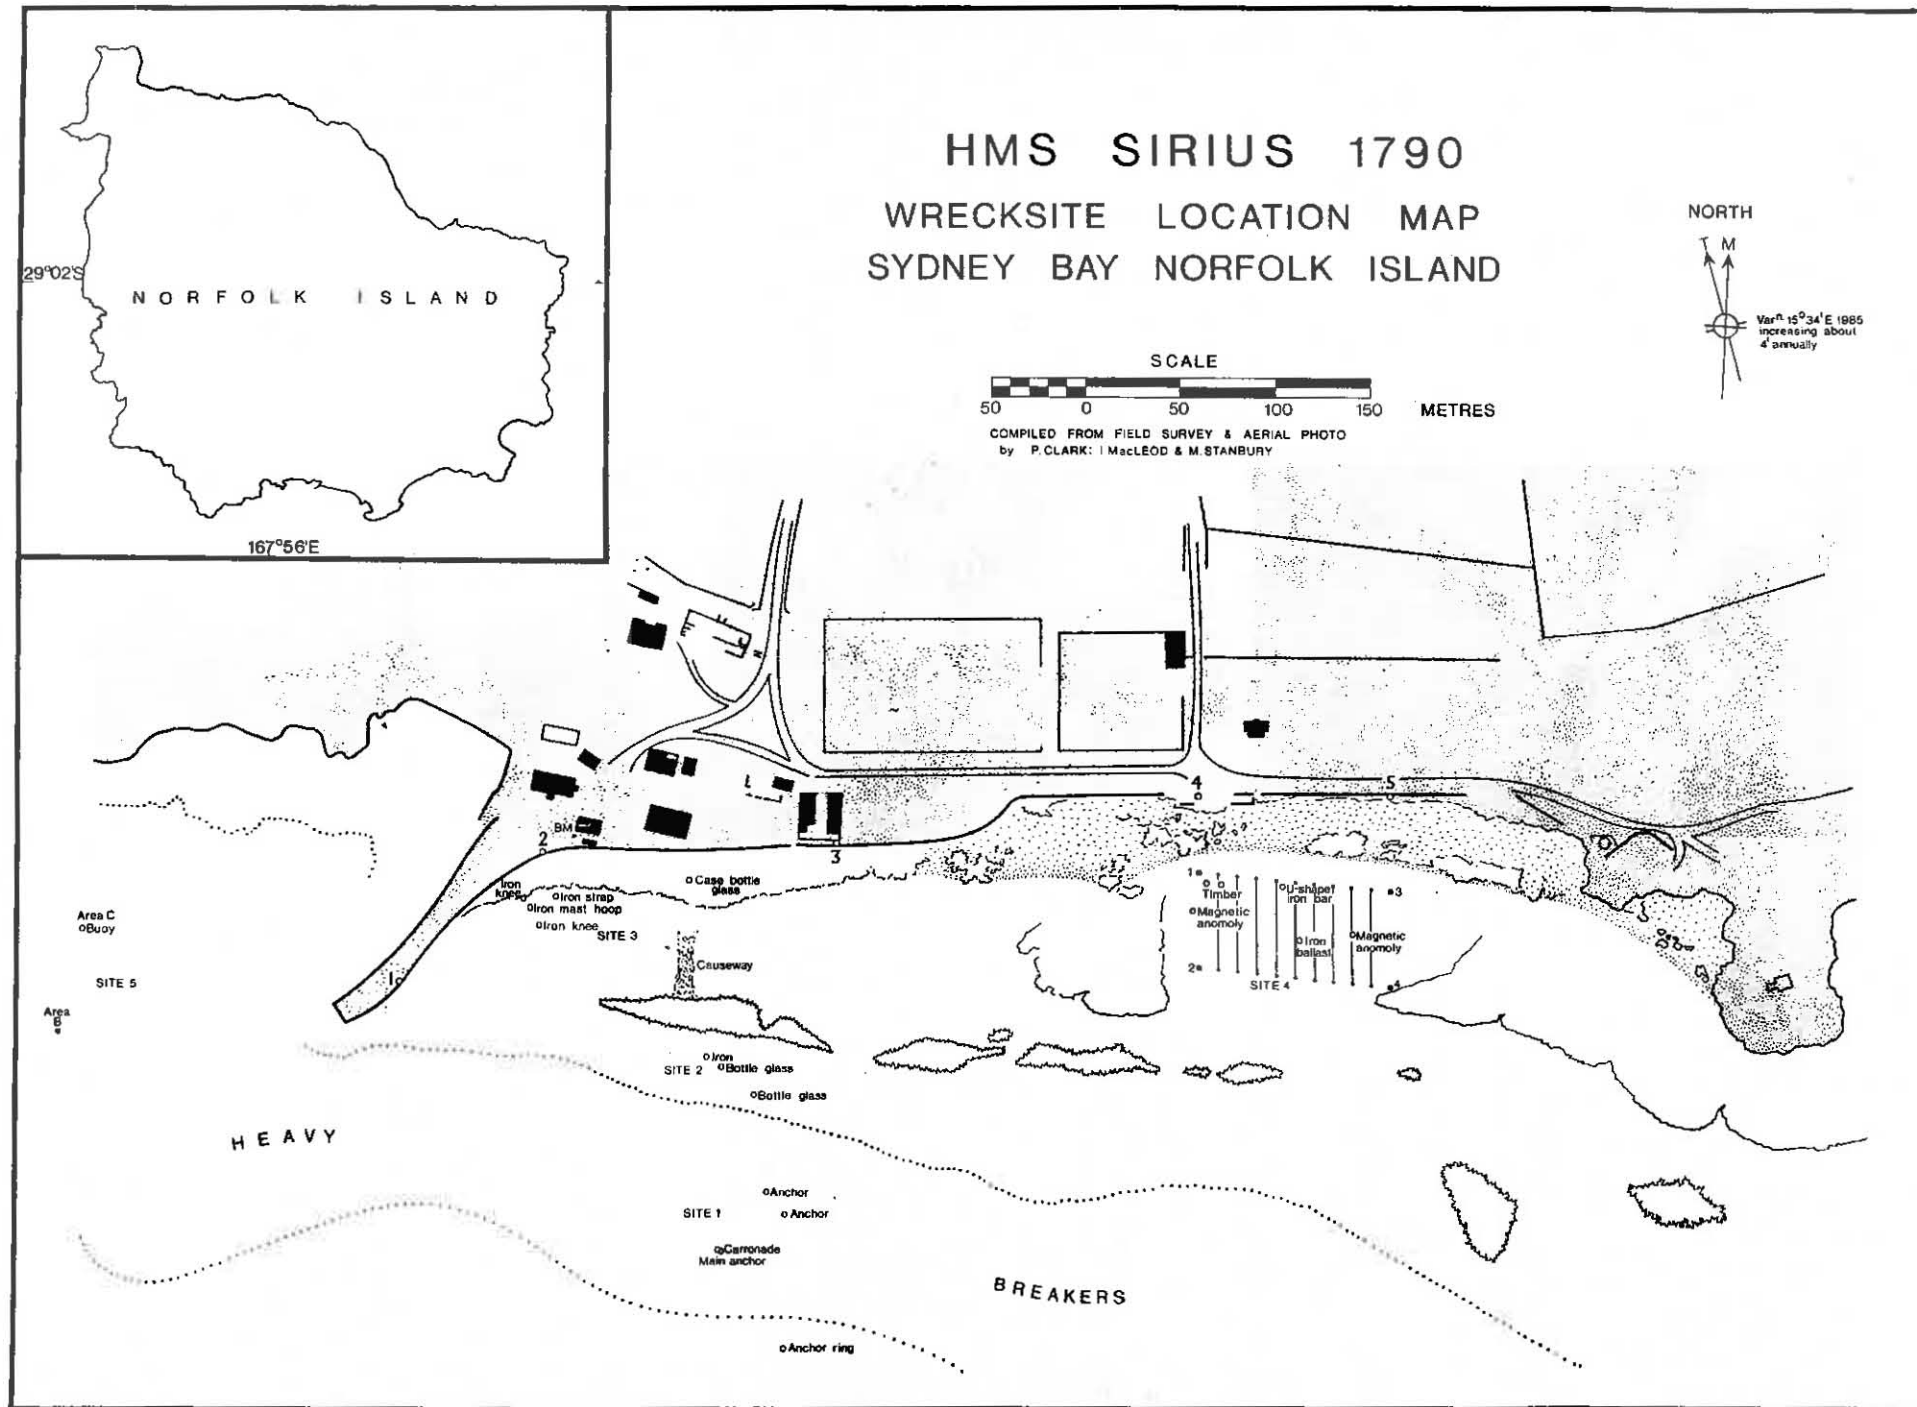 HMS SIRIUS 1790
WRECKSITE LOCATION MAP
SYDNEY BAY NORFOLK ISLAND
NORTH
T M
Varⁿ 15°34'E 1985
increasing about
4' annually
SCALE
50 0 50 100 150 METRES
COMPILED FROM FIELD SURVEY & AERIAL PHOTO
by P.CLARK: I MacLEOD & M.STANBURY
29°02'S
NORFOLK ISLAND
167°56'E
4
5
BM
2
3
Iron
knee
Iron strap
Iron mast hoop
Iron knee
SITE 3
Case bottle
glass
Causeway
1
Area C
Buoy
SITE 5
Area
B
1
Timber
Magnetic
anomoly
2
U-shape
iron bar
Iron
ballast
3
Magnetic
anomoly
4
SITE 4
Iron
SITE 2
Bottle glass
Bottle glass
HEAVY
Anchor
SITE 1
Anchor
Carronade
Main anchor
BREAKERS
Anchor ring